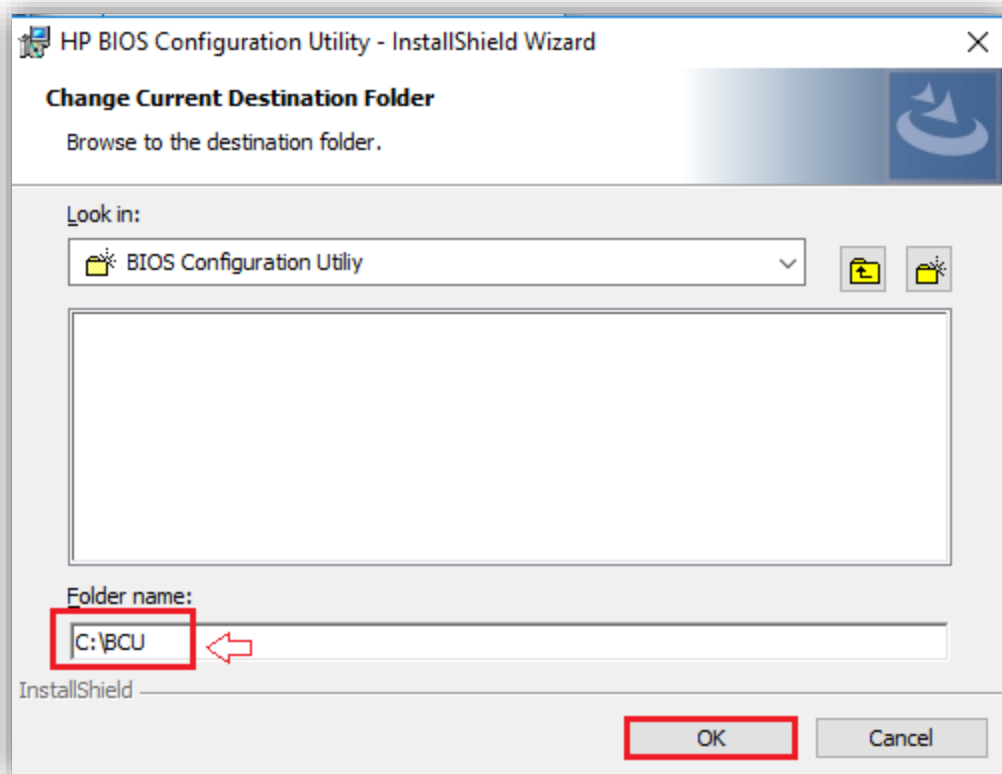 HP BIOS Configuration Utility - InstallShield Wizard
Change Current Destination Folder
Browse to the destination folder.
Look in:
BIOS Configuration Utiliy
Folder name:
C:\BCU
InstallShield
OK Cancel